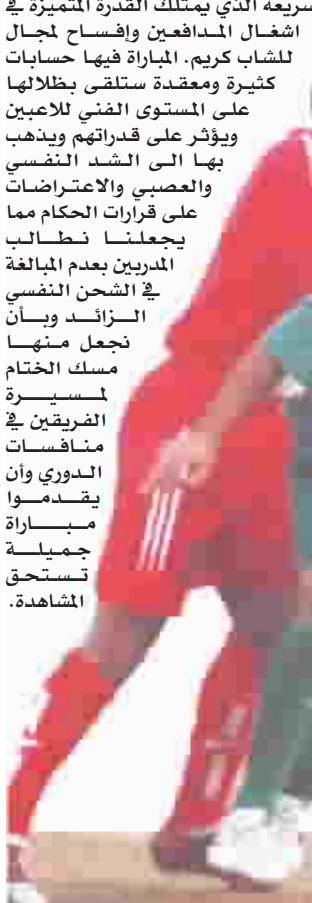 سريعة الذي يمتلك القدرة المتميزة في
اشغال المدافعين وإفساح لمجال
للشاب كريم. المباراة فيها حسابات
كثيرة ومعقدة ستلقى بظلالها
على المستوى الفني للاعبين
ويؤثر على قدراتهم ويذهب
بها الى الشد النفسي
والعصبي والاعتراضات
على قرارات الحكام مما
يجعلنا نطالب
المدربين بعدم المبالغة
في الشحن النفسي
الزائد وبأن
نجعل منها
مسك الختام
لمسيرة
الفريقين في
منافسات
الدوري وأن
يقدموا
مباراة
جميلة
تستحق
المشاهدة.